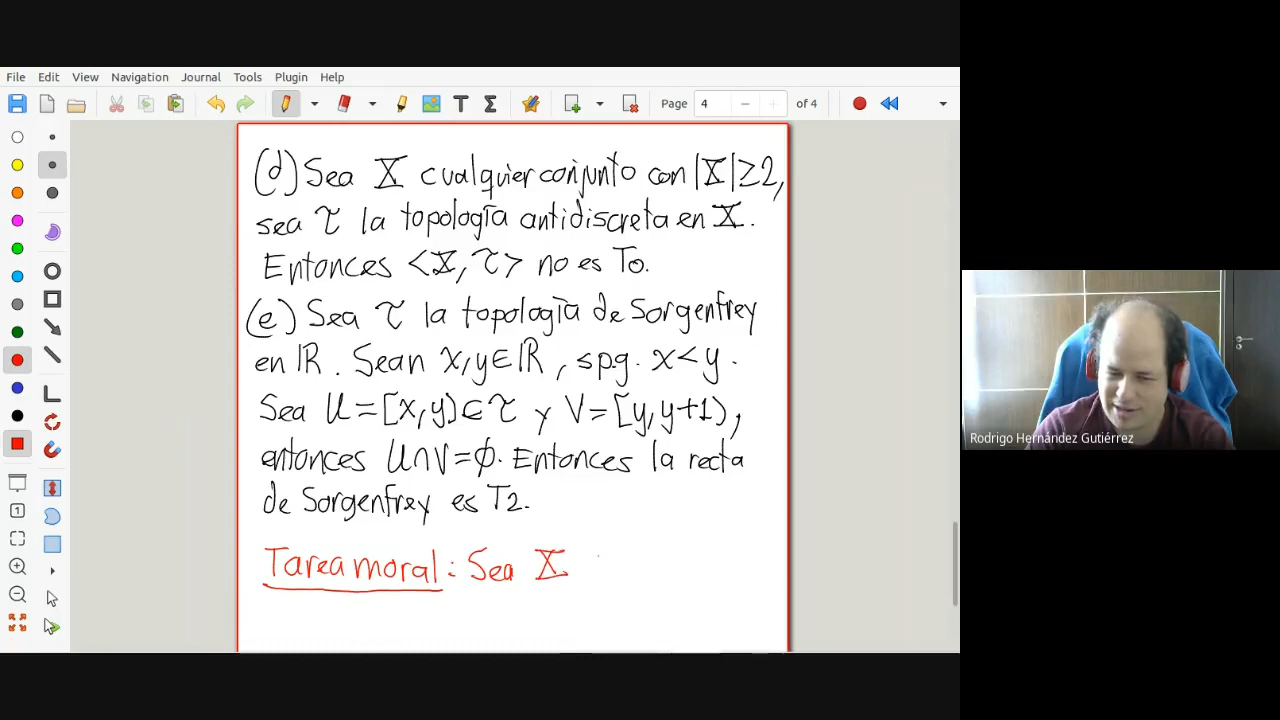 File Edit View Navigation Journal Tools Plugin Help
Page 4 of 4
(d) Sea X cualquier conjunto con |X|≥2,
sea τ la topología antidiscreta en X.
Entonces <X, τ> no es T0.
(e) Sea τ la topología de Sorgenfrey
en ℝ. Sean x,y∈ℝ, spg. x<y.
Sea U=[x,y)∈τ y V=[y,y+1),
entonces U∩V=∅. Entonces la recta
de Sorgenfrey es T2.
Tarea moral: Sea X
Rodrigo Hernández Gutiérrez